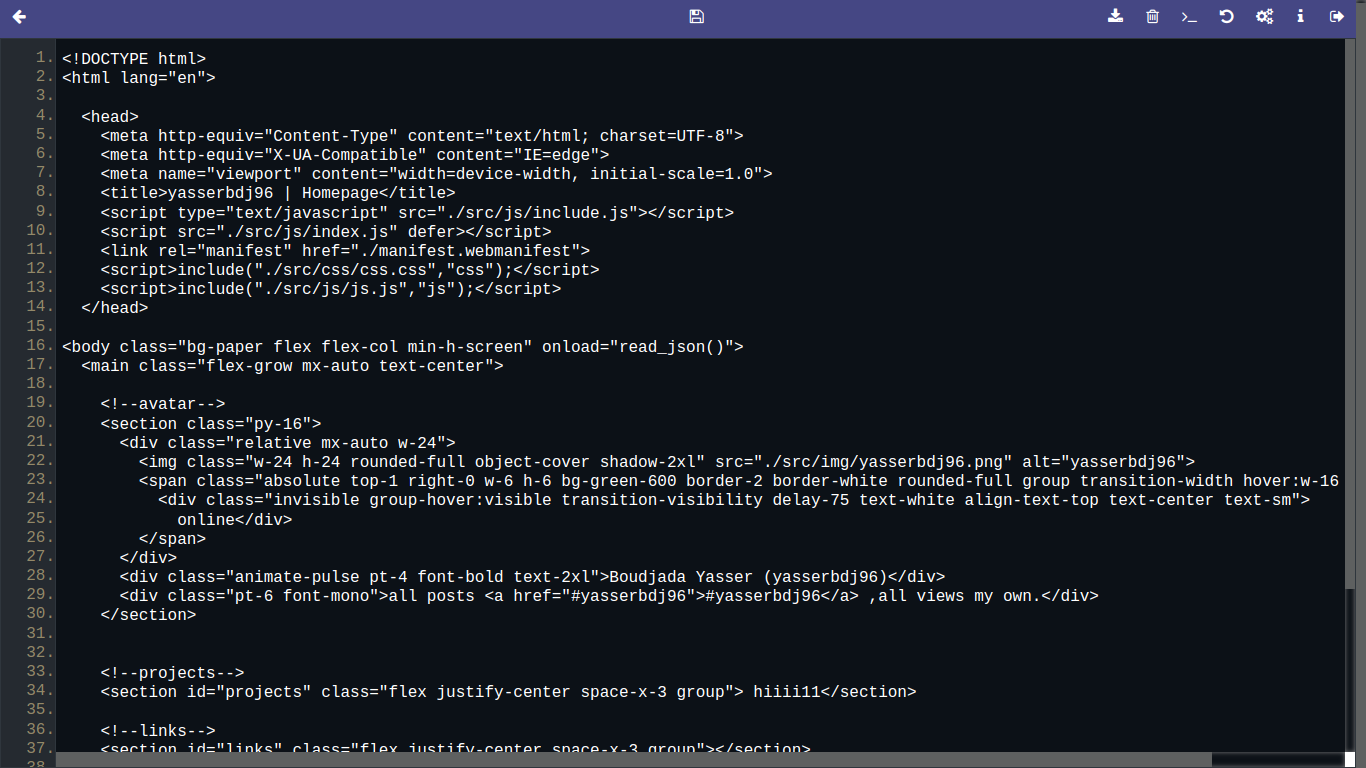 1. <!DOCTYPE html>
2. <html lang="en">
3.
4.   <head>
5.     <meta http-equiv="Content-Type" content="text/html; charset=UTF-8">
6.     <meta http-equiv="X-UA-Compatible" content="IE=edge">
7.     <meta name="viewport" content="width=device-width, initial-scale=1.0">
8.     <title>yasserbdj96 | Homepage</title>
9.     <script type="text/javascript" src="./src/js/include.js"></script>
10.     <script src="./src/js/index.js" defer></script>
11.     <link rel="manifest" href="./manifest.webmanifest">
12.     <script>include("./src/css/css.css","css");</script>
13.     <script>include("./src/js/js.js","js");</script>
14.   </head>
15.
16. <body class="bg-paper flex flex-col min-h-screen" onload="read_json()">
17.   <main class="flex-grow mx-auto text-center">
18.
19.     <!--avatar-->
20.     <section class="py-16">
21.       <div class="relative mx-auto w-24">
22.         <img class="w-24 h-24 rounded-full object-cover shadow-2xl" src="./src/img/yasserbdj96.png" alt="yasserbdj96">
23.         <span class="absolute top-1 right-0 w-6 h-6 bg-green-600 border-2 border-white rounded-full group transition-width hover:w-16
24.           <div class="invisible group-hover:visible transition-visibility delay-75 text-white align-text-top text-center text-sm">
25.             online</div>
26.         </span>
27.       </div>
28.       <div class="animate-pulse pt-4 font-bold text-2xl">Boudjada Yasser (yasserbdj96)</div>
29.       <div class="pt-6 font-mono">all posts <a href="#yasserbdj96">#yasserbdj96</a> ,all views my own.</div>
30.     </section>
31.
32.
33.     <!--projects-->
34.     <section id="projects" class="flex justify-center space-x-3 group"> hiiii11</section>
35.
36.     <!--links-->
37.     <section id="links" class="flex justify-center space-x-3 group"></section>
38.